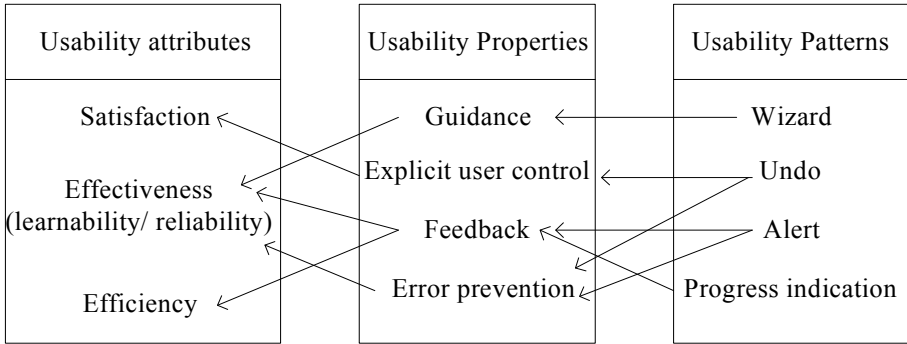 Usability attributes
Satisfaction
Effectiveness
(learnability/ reliability)
Efficiency
Usability Properties
Guidance
Explicit user control
Feedback
Error prevention
Usability Patterns
Wizard
Undo
Alert
Progress indication